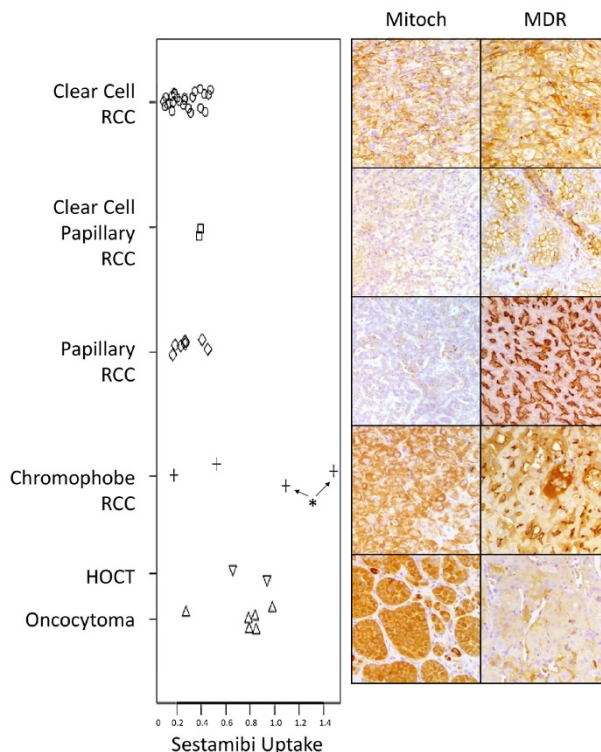 Mitoch MDR
Clear Cell
RCC
Clear Cell
Papillary
RCC
Papillary
RCC
Chromophobe
RCC
*
HOCT
Oncocytoma
0 0.2 0.4 0.6 0.8 1.0 1.2 1.4
Sestamibi Uptake